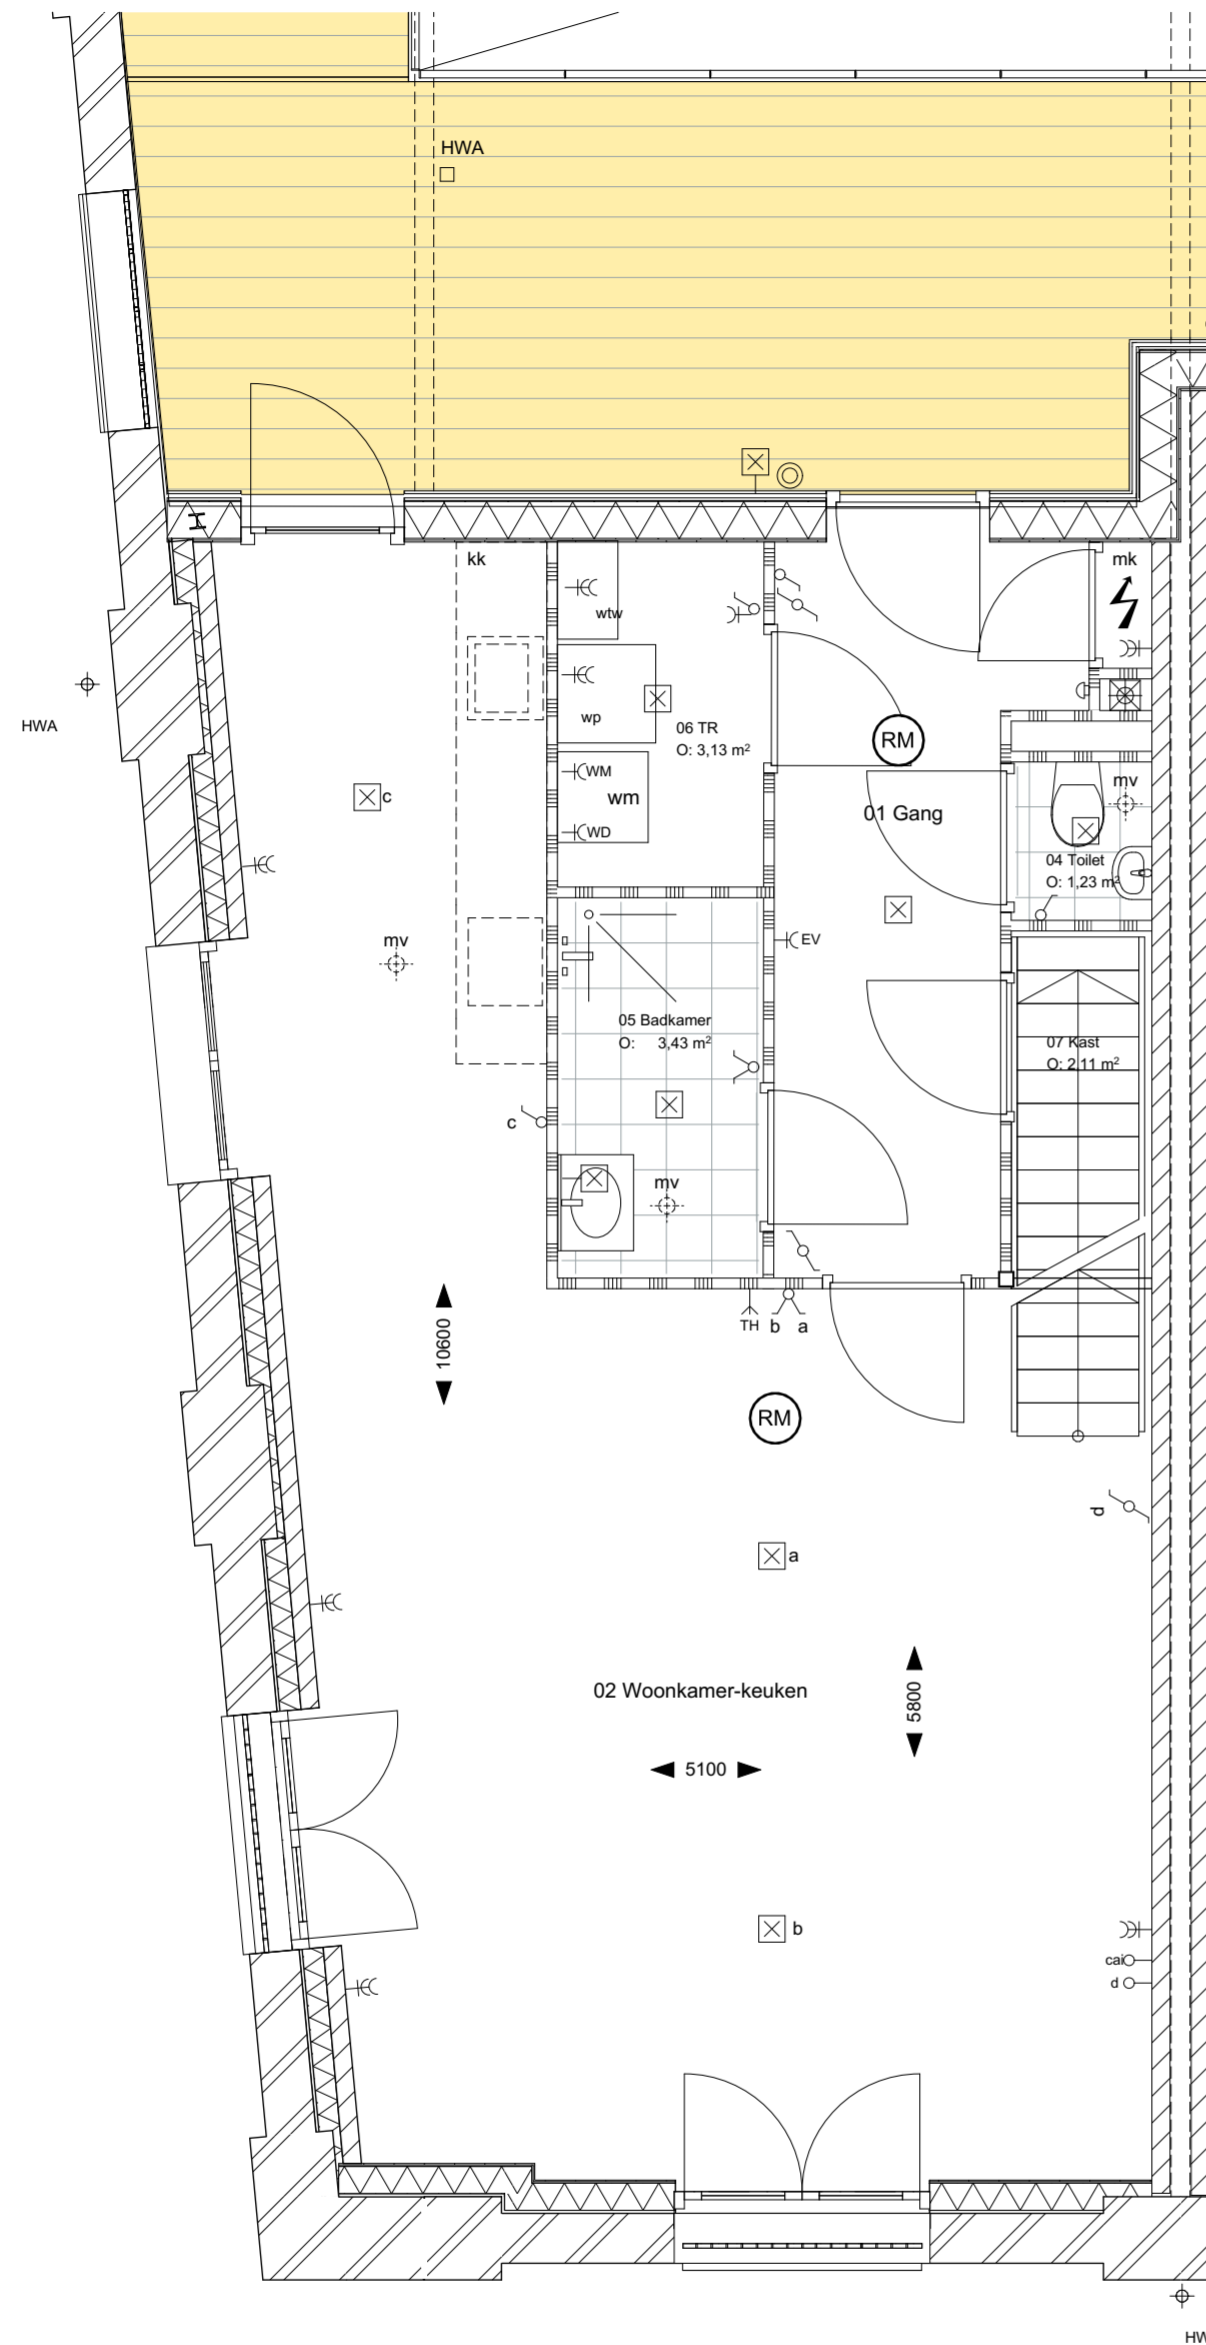 HWA
kk
mk
wtw
HWA
wp
06 TR
O: 3,13 m²
RM
WM
wm
mv
c
01 Gang
WD
04 Toilet
O: 1,23 m²
mv
EV
05 Badkamer
O: 3,43 m²
07 Kast
O: 2,11 m²
c
mv
10600
TH b a
RM
d
a
02 Woonkamer-keuken
5800
5100
b
cai
d
HW